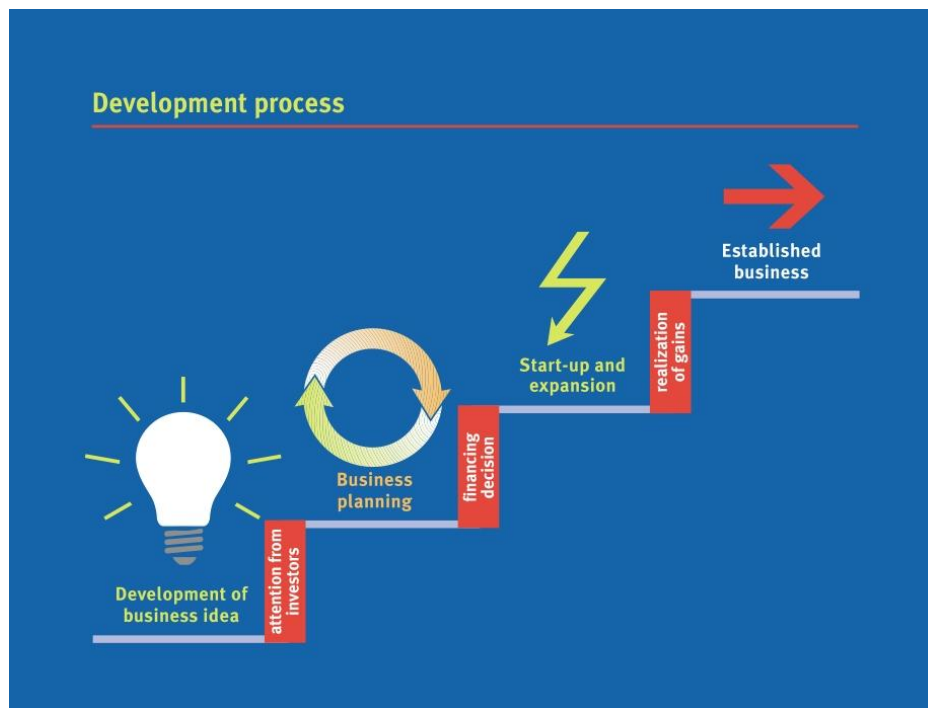 Development process
Development of
business idea
attention from
investors
Business
planning
financing
decision
Start-up and
expansion
realization
of gains
Established
business